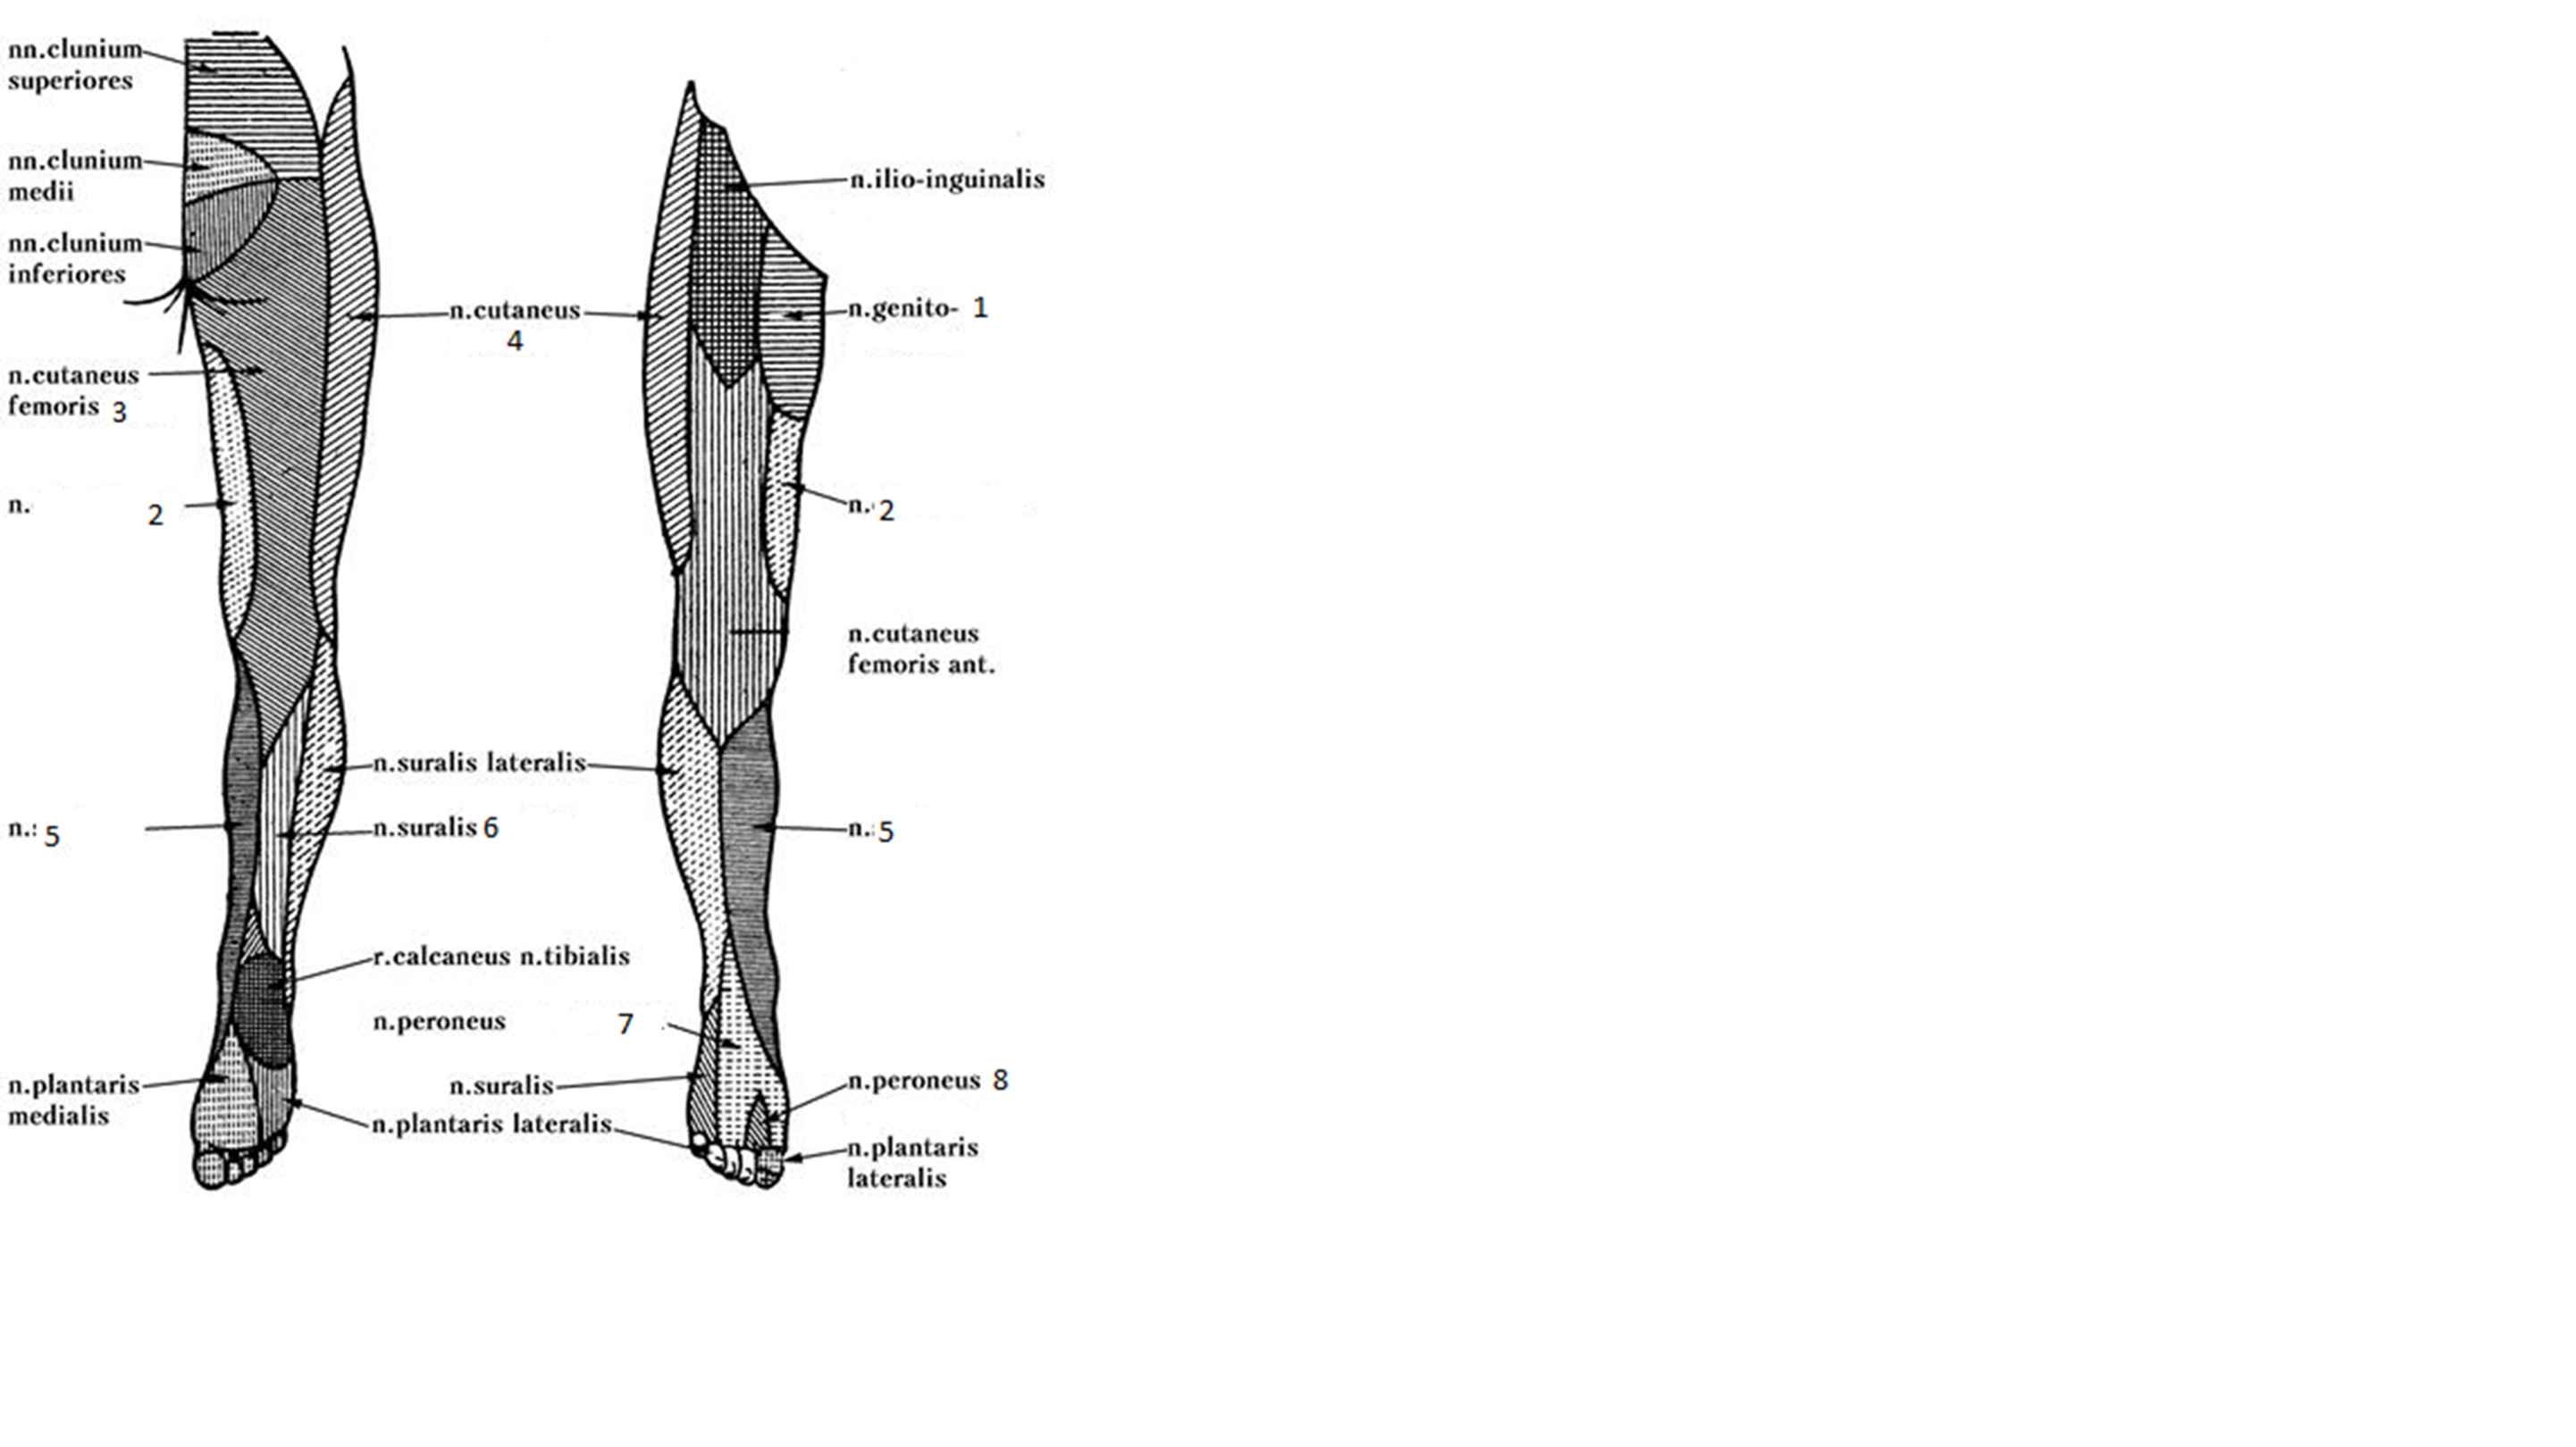 nn.clunium
superiores
nn.clunium
medii
nn.clunium
inferiores
n.cutaneus
femoris 3
n. 2
n.: 5
n.plantaris
medialis
n.cutaneus
4
n.suralis lateralis
n.suralis 6
r.calcaneus n.tibialis
n.peroneus 7
n.suralis
n.plantaris lateralis
n.ilio-inguinalis
n.genito- 1
n. 2
n.cutaneus
femoris ant.
n. 5
n.peroneus 8
n.plantaris
lateralis